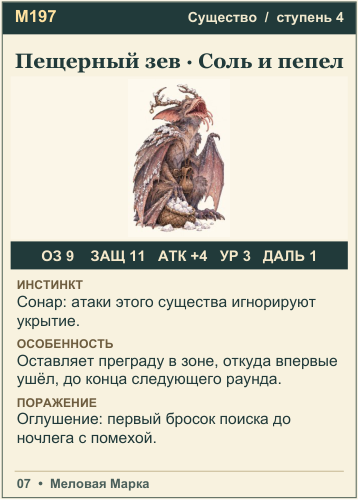 М197
Существо / ступень 4
Пещерный зев · Соль и пепел
ОЗ 9 ЗАЩ 11 АТК +4 УР 3 ДАЛЬ 1
ИНСТИНКТ
Сонар: атаки этого существа игнорируют
укрытие.
ОСОБЕННОСТЬ
Оставляет преграду в зоне, откуда впервые
ушёл, до конца следующего раунда.
ПОРАЖЕНИЕ
Оглушение: первый бросок поиска до
ночлега с помехой.
07 • Меловая Марка